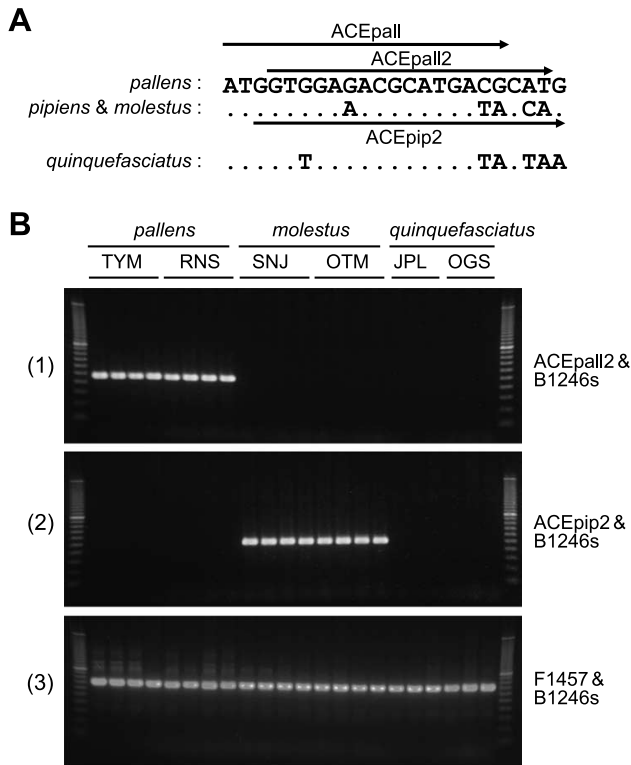 A
ACEpall
ACEpall2
pallens : ATGGTGGAGACGCATGACGCATG
pipiens & molestus : ........A........TA.CA.
ACEpip2
quinquefasciatus : .....T...........TA.TAA
B
pallens molestus quinquefasciatus
TYM RNS SNJ OTM JPL OGS
(1)
ACEpall2 &
B1246s
(2)
ACEpip2 &
B1246s
(3)
F1457 &
B1246s